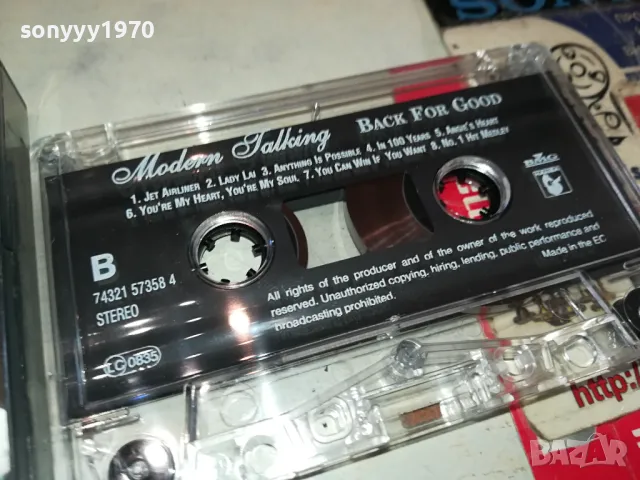 sonyyy1970
Modern Talking BACK FOR GOOD
1. JET AIRLINER 2. LADY LAI 3. ANYTHING IS POSSIBLE 4. IN 100 YEARS 5. ANGIE'S HEART
6. YOU'RE MY HEART, YOU'RE MY SOUL. 7. YOU CAN WIN IF YOU WANT 8. NO. 1 HIT MEDLEY
BMG
B
74321 57358 4
STEREO
All rights of the producer and of the owner of the work reproduced
reserved. Unauthorized copying, hiring, lending, public performance and
broadcasting prohibited.
Made in the EC
LC 0835
http:/
BAZAR.bg